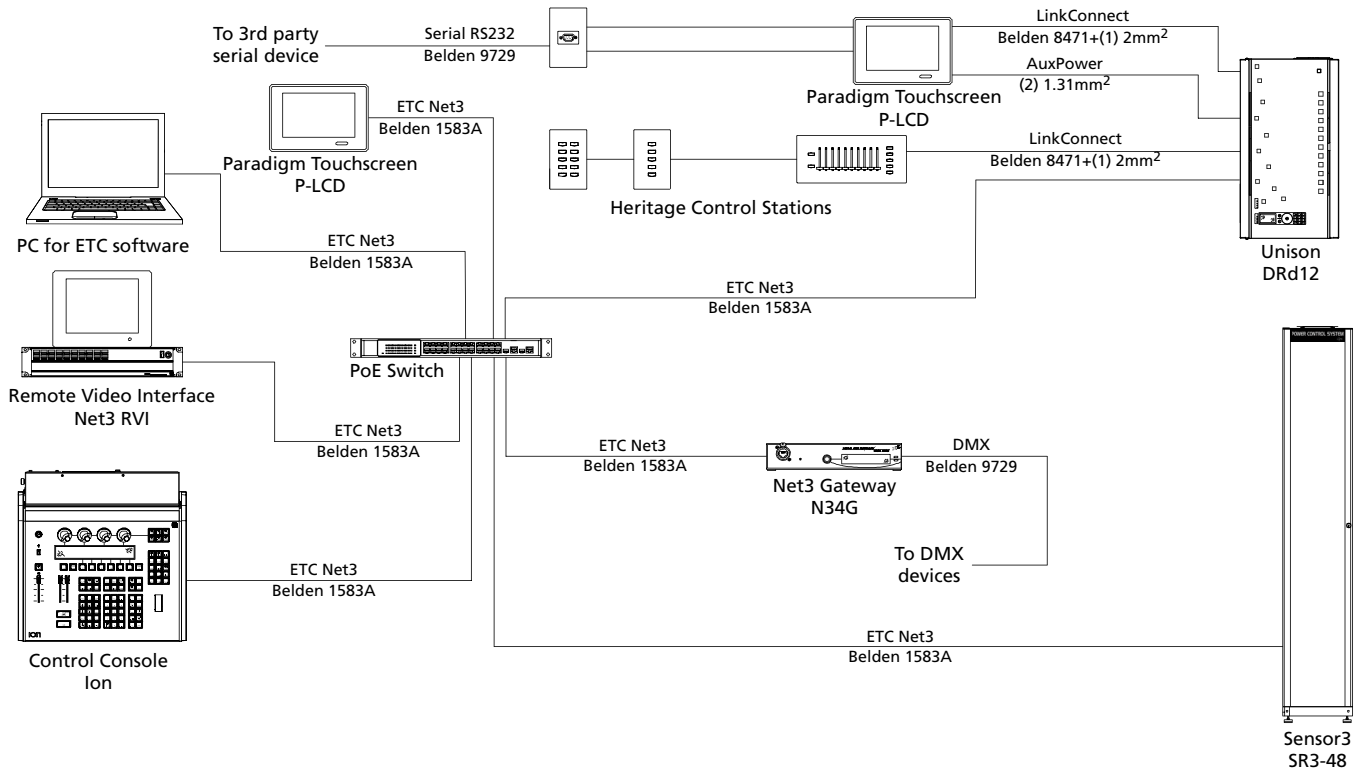 To 3rd party
serial device
Serial RS232
Belden 9729
LinkConnect
Belden 8471+(1) 2mm²
AuxPower
(2) 1.31mm²
Paradigm Touchscreen
P-LCD
ETC Net3
Belden 1583A
Paradigm Touchscreen
P-LCD
LinkConnect
Belden 8471+(1) 2mm²
Heritage Control Stations
PC for ETC software
ETC Net3
Belden 1583A
Unison
DRd12
ETC Net3
Belden 1583A
POWER CONTROL SYSTEM
PoE Switch
Remote Video Interface
Net3 RVI
ETC Net3
Belden 1583A
ETC Net3
Belden 1583A
DMX
Belden 9729
Net3 Gateway
N34G
To DMX
devices
ETC Net3
Belden 1583A
ion
Control Console
Ion
ETC Net3
Belden 1583A
Sensor3
SR3-48